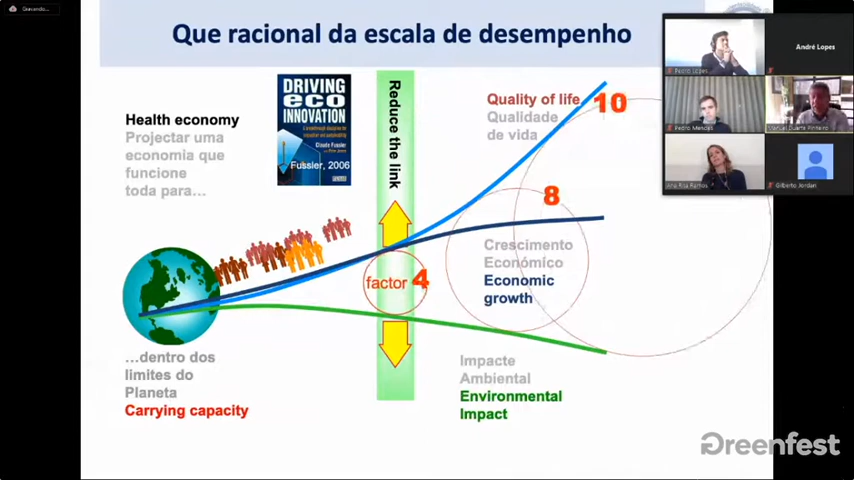 Que racional da escala de desempenho
Health economy
Projectar uma
economia que
funcione
toda para…
DRIVING
eco
INNOVATION
Claude Fussler
Fussler, 2006
Reduce the link
Quality of life
Qualidade
de vida
10
8
factor 4
Crescimento
Económico
Economic
growth
…dentro dos
limites do
Planeta
Carrying capacity
Impacte
Ambiental
Environmental
Impact
Pedro Lopes
André Lopes
Pedro Mendes
Manuel Duarte Pinheiro
Ana Rita Ramos
Gilberto Jordan
Greenfest